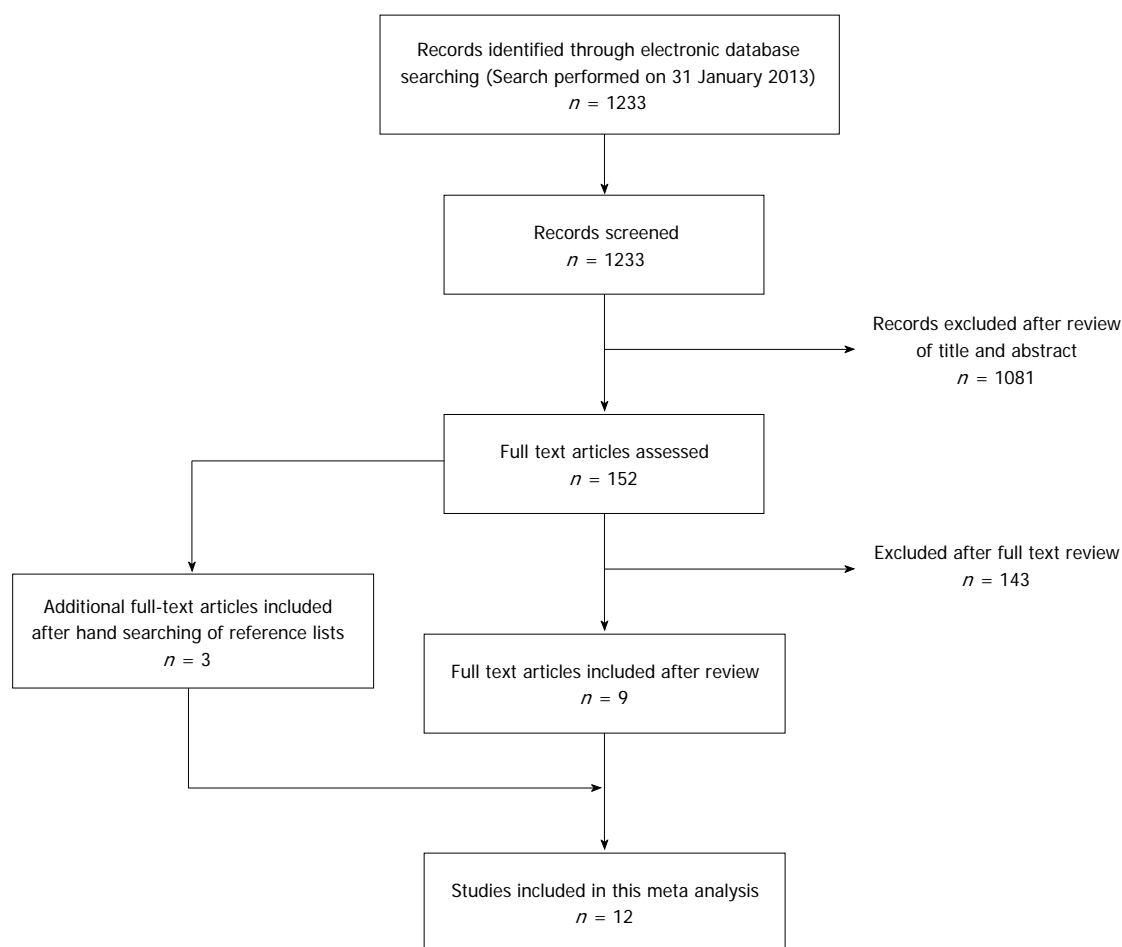 Records identified through electronic database
searching (Search performed on 31 January 2013)
n = 1233
Records screened
n = 1233
Records excluded after review
of title and abstract
n = 1081
Full text articles assessed
n = 152
Excluded after full text review
n = 143
Additional full-text articles included
after hand searching of reference lists
n = 3
Full text articles included after review
n = 9
Studies included in this meta analysis
n = 12